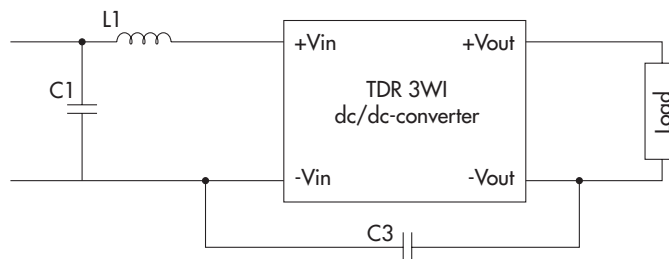 L1
C1
+Vin
+Vout
TDR 3WI
dc/dc-converter
load
-Vin
-Vout
C3